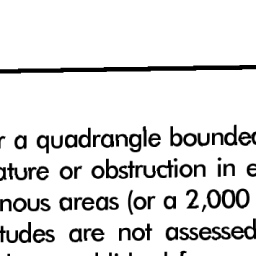 r a quadrangle bounded
ature or obstruction in e
nous areas (or a 2,000
tudes are not assessed